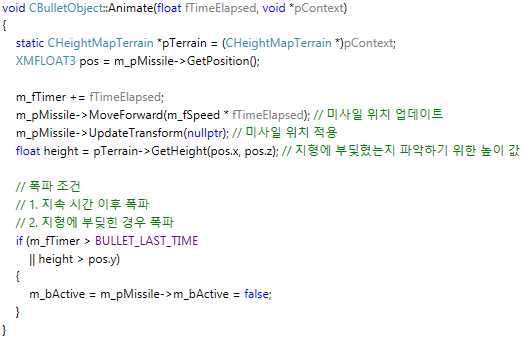 void CBulletObject::Animate(float fTimeElapsed, void *pContext)
{
    static CHeightMapTerrain *pTerrain = (CHeightMapTerrain *)pContext;
    XMFLOAT3 pos = m_pMissile->GetPosition();

    m_fTimer += fTimeElapsed;
    m_pMissile->MoveForward(m_fSpeed * fTimeElapsed); // 미사일 위치 업데이트
    m_pMissile->UpdateTransform(nullptr); // 미사일 위치 적용
    float height = pTerrain->GetHeight(pos.x, pos.z); // 지형에 부딪혔는지 파악하기 위한 높이 값

    // 폭파 조건
    // 1. 지속 시간 이후 폭파
    // 2. 지형에 부딪힌 경우 폭파
    if (m_fTimer > BULLET_LAST_TIME
        || height > pos.y)
    {
        m_bActive = m_pMissile->m_bActive = false;
    }
}